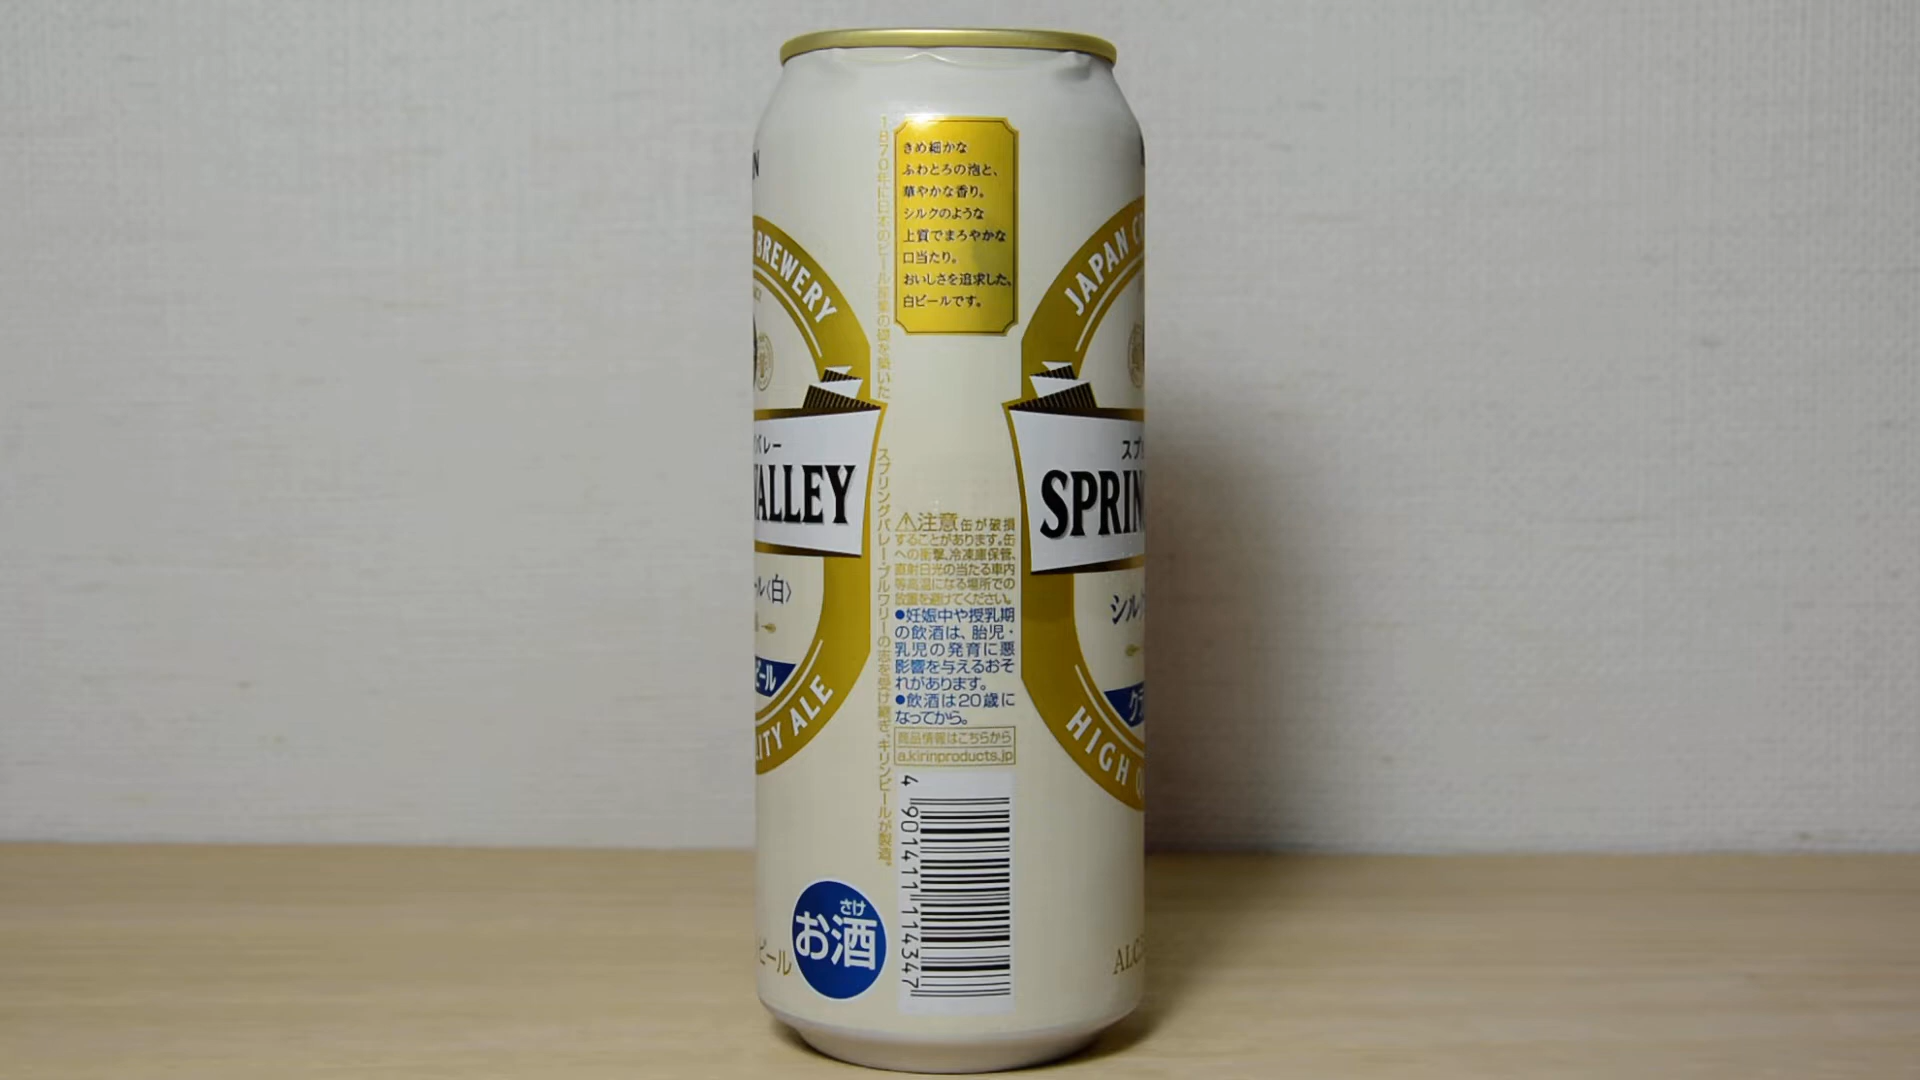 BREWERY
バレー
VALLEY
ール〈白〉
ビール
LITY ALE
ビール
さけ
お酒
1870年に日本のビール産業の礎を築いた
スプリングバレー・ブルワリーの志を受け継ぎ、キリンビールが製造。
きめ細かな
ふわとろの泡と、
華やかな香り。
シルクのような
上質でまろやかな
口当たり。
おいしさを追求した、
白ビールです。
⚠注意 缶が破損
することがあります。缶
への衝撃、冷凍庫保管、
直射日光の当たる車内
等高温になる場所での
放置を避けてください。
●妊娠中や授乳期
の飲酒は、胎児・
乳児の発育に悪
影響を与えるおそ
れがあります。
●飲酒は20歳に
なってから。
商品情報はこちらから
a.kirinproducts.jp
4 901411 114347
JAPAN C
スプ
SPRIN
シル
クラ
HIGH Q
ALC.